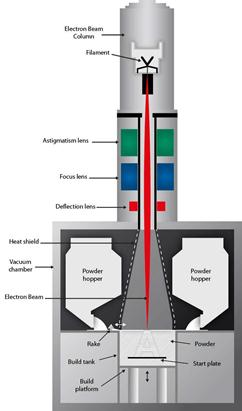 Electron Beam
Column
Filament
Astigmatism lens
Focus lens
Deflection lens
Heat shield
Vacuum
chamber
Powder
hopper
Powder
hopper
Electron Beam
Rake
Powder
Build tank
Start plate
Build
platform